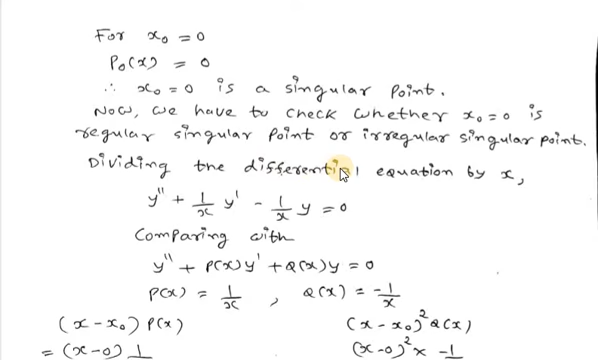 For x₀ = 0
P₀(x) = 0
∴ x₀ = 0 is a singular point.
Now, we have to check whether x₀ = 0 is
regular singular point or irregular singular point.
Dividing the differential equation by x,
y'' + 1/x y' - 1/x y = 0
Comparing with
y'' + P(x)y' + Q(x)y = 0
P(x) = 1/x , Q(x) = -1/x
(x - x₀) P(x) (x - x₀)² Q(x)
= (x - 0) 1 (x - 0)² x -1